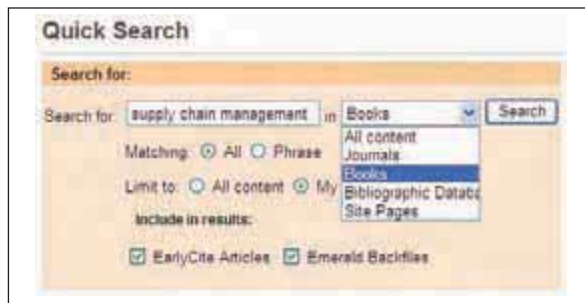 Quick Search
Search for:
Search for: supply chain management in Books Search
All content
Journals
Books
Bibliographic Databa
Site Pages
Matching: All Phrase
Limit to: All content My
Include in results:
EarlyCite Articles Emerald Backfiles